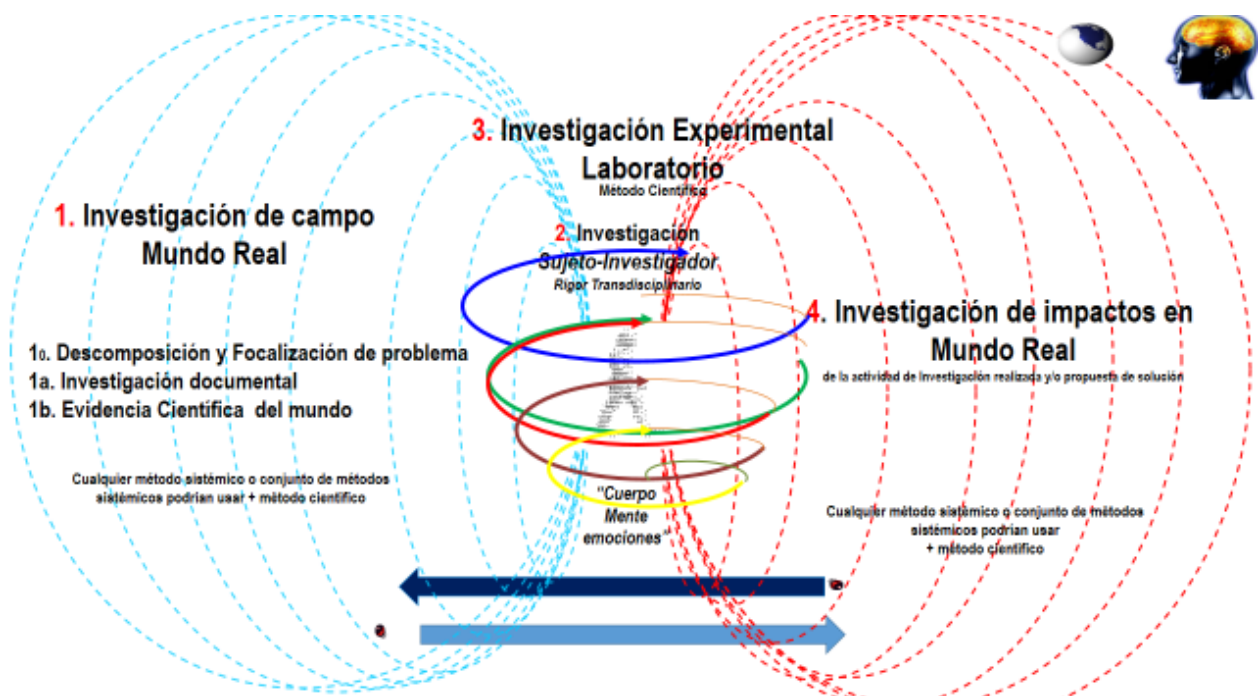 1. Investigación de campo
Mundo Real
1o. Descomposición y Focalización de problema
1a. Investigación documental
1b. Evidencia Científica del mundo
Cualquier método sistémico o conjunto de métodos
sistémicos podrían usar + método científico
3. Investigación Experimental
Laboratorio
Método Científico
2. Investigación
Sujeto-Investigador
Rigor Transdisciplinario
"Cuerpo
Mente
emociones"
4. Investigación de impactos en
Mundo Real
de la actividad de Investigación realizada y/o propuesta de solución
Cualquier método sistémico o conjunto de métodos
sistémicos podrían usar
+ método científico